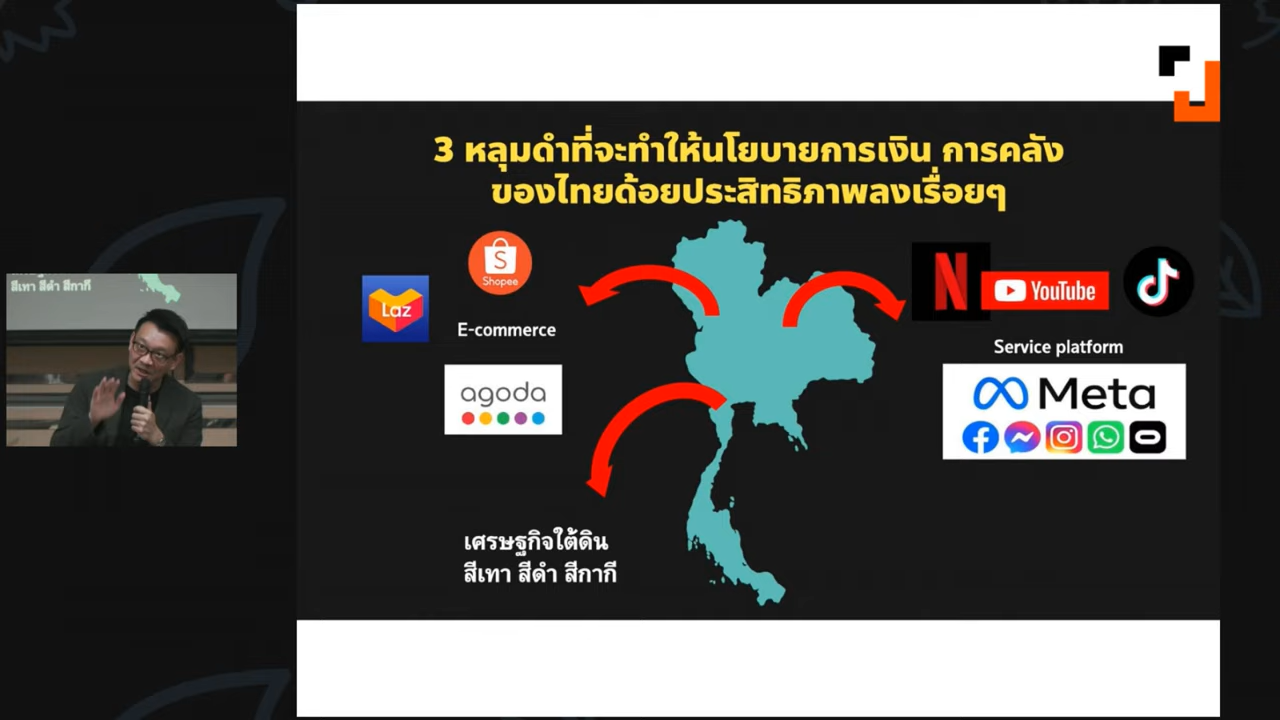 3 หลุมดำที่จะทำให้นโยบายการเงิน การคลัง
ของไทยด้อยประสิทธิภาพลงเรื่อยๆ
Laz
S
Shopee
E-commerce
agoda
N
YouTube
Service platform
Meta
เศรษฐกิจใต้ดิน
สีเทา สีดำ สีกากี
สีเทา สีดำ สีกากี